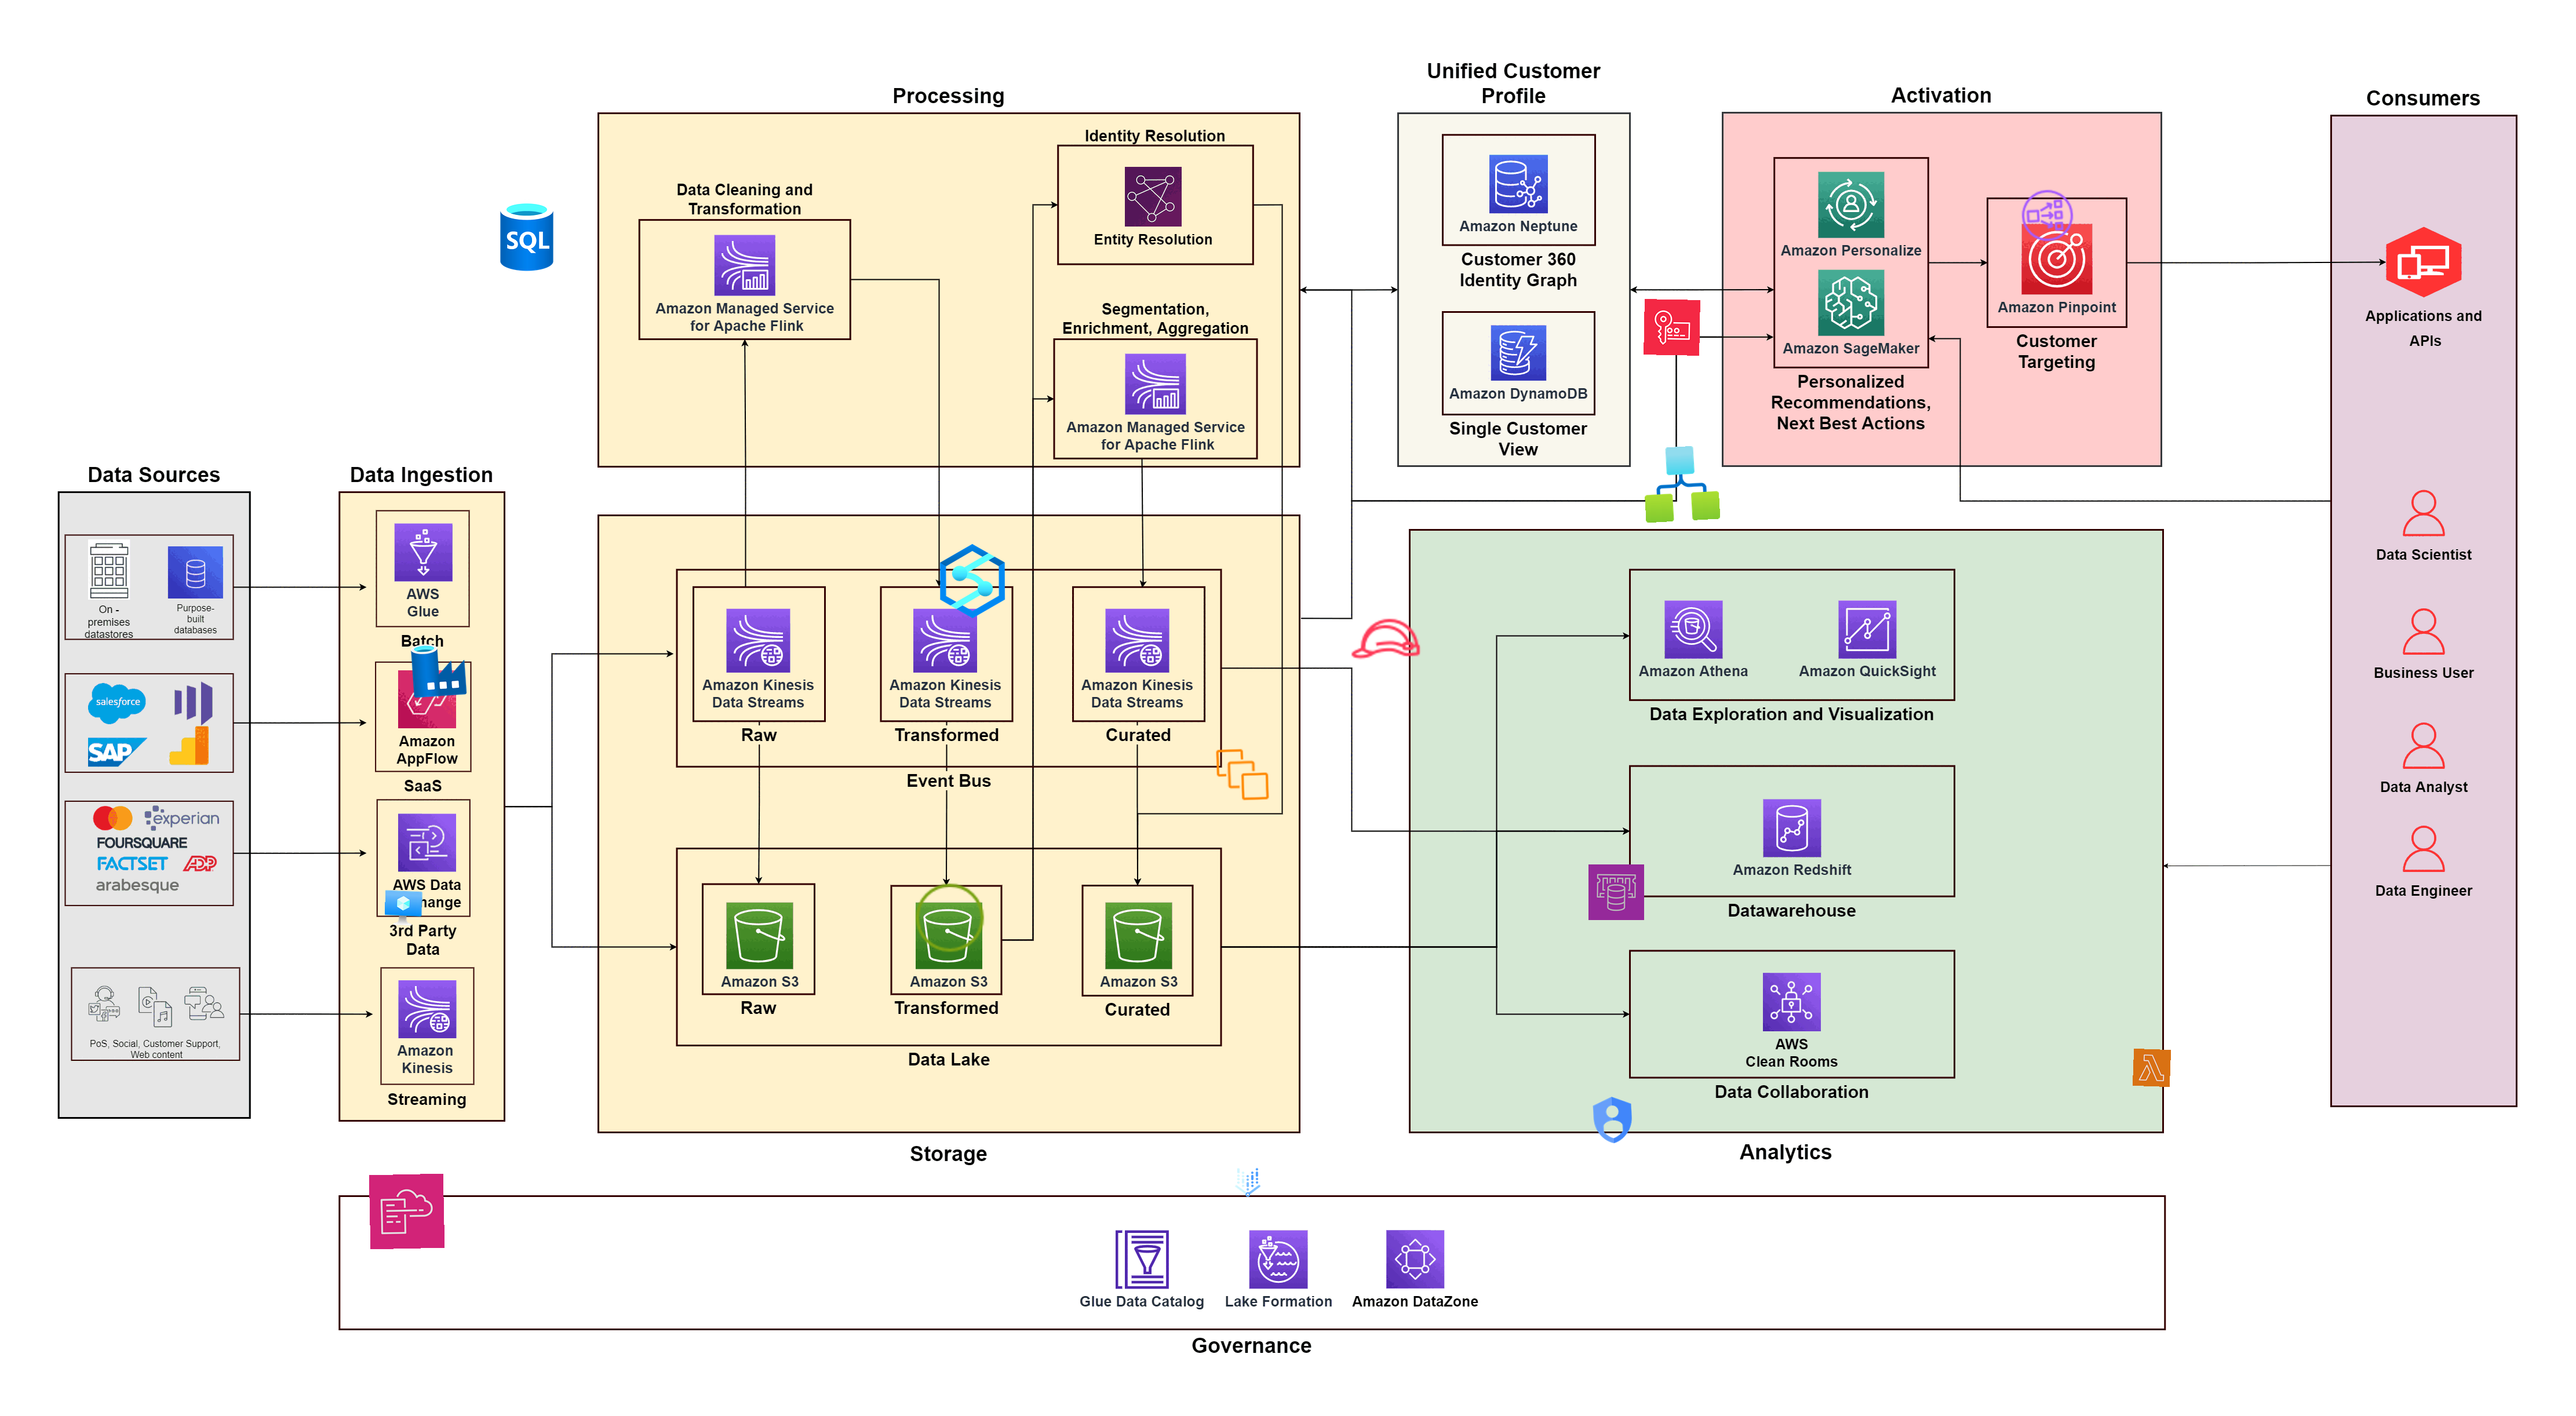 Processing
Identity Resolution
Entity Resolution
Data Cleaning and
Transformation
Amazon Managed Service
for Apache Flink
Segmentation,
Enrichment, Aggregation
Amazon Managed Service
for Apache Flink
SQL
Unified Customer
Profile
Amazon Neptune
Customer 360
Identity Graph
Amazon DynamoDB
Single Customer
View
Activation
Amazon Personalize
Amazon SageMaker
Personalized
Recommendations,
Next Best Actions
Amazon Pinpoint
Customer
Targeting
Consumers
Applications and
APIs
Data Scientist
Business User
Data Analyst
Data Engineer
Data Sources
On -
premises
datastores
Purpose-
built
databases
salesforce
SAP
experian
FOURSQUARE
FACTSET
ADP
arabesque
PoS, Social, Customer Support,
Web content
Data Ingestion
AWS
Glue
Batch
Amazon
AppFlow
SaaS
AWS Data
3rd Party
Data
Amazon
Kinesis
Streaming
Amazon Kinesis
Data Streams
Raw
Amazon Kinesis
Data Streams
Transformed
Amazon Kinesis
Data Streams
Curated
Event Bus
Amazon S3
Raw
Amazon S3
Transformed
Amazon S3
Curated
Data Lake
Storage
Amazon Athena
Amazon QuickSight
Data Exploration and Visualization
Amazon Redshift
Datawarehouse
AWS
Clean Rooms
Data Collaboration
Analytics
Glue Data Catalog
Lake Formation
Amazon DataZone
Governance